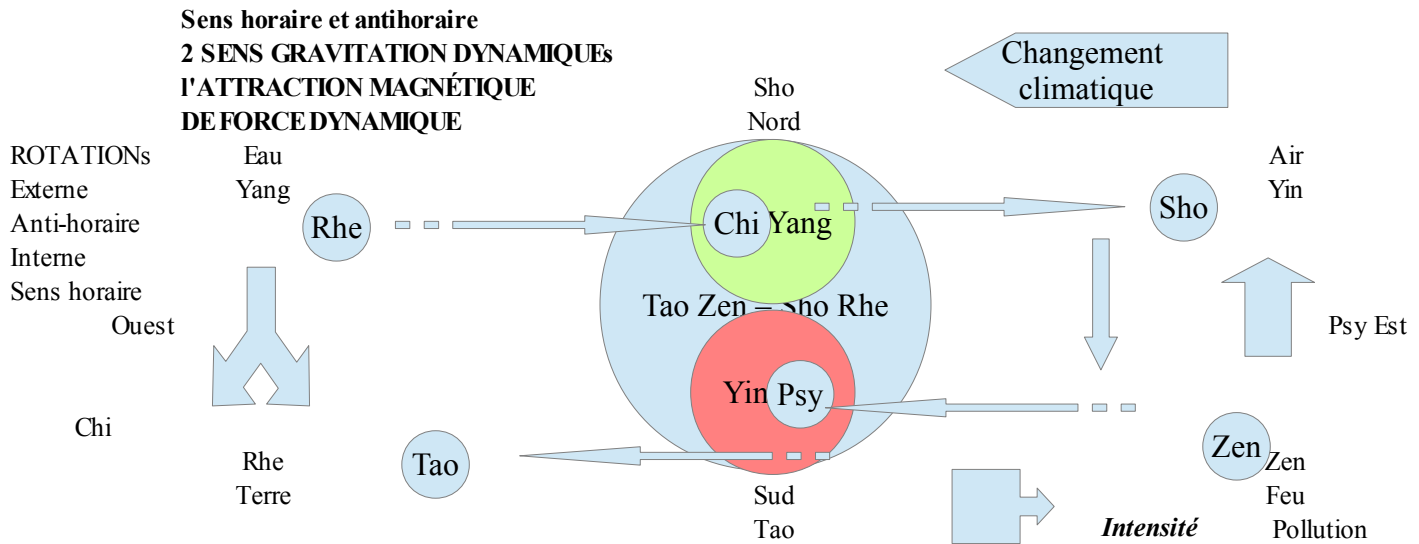 Sens horaire et antihoraire
2 SENS GRAVITATION DYNAMIQUEs
l'ATTRACTION MAGNÉTIQUE
DE FORCE DYNAMIQUE
Changement
climatique
Sho
Nord
ROTATIONs
Externe
Anti-horaire
Interne
Sens horaire
Ouest
Eau
Yang
Rhe
Chi Yang
Sho
Air
Yin
Tao Zen – Sho Rhe
Psy Est
Yin Psy
Chi
Rhe
Terre
Tao
Zen
Zen
Feu
Pollution
Sud
Tao
Intensité